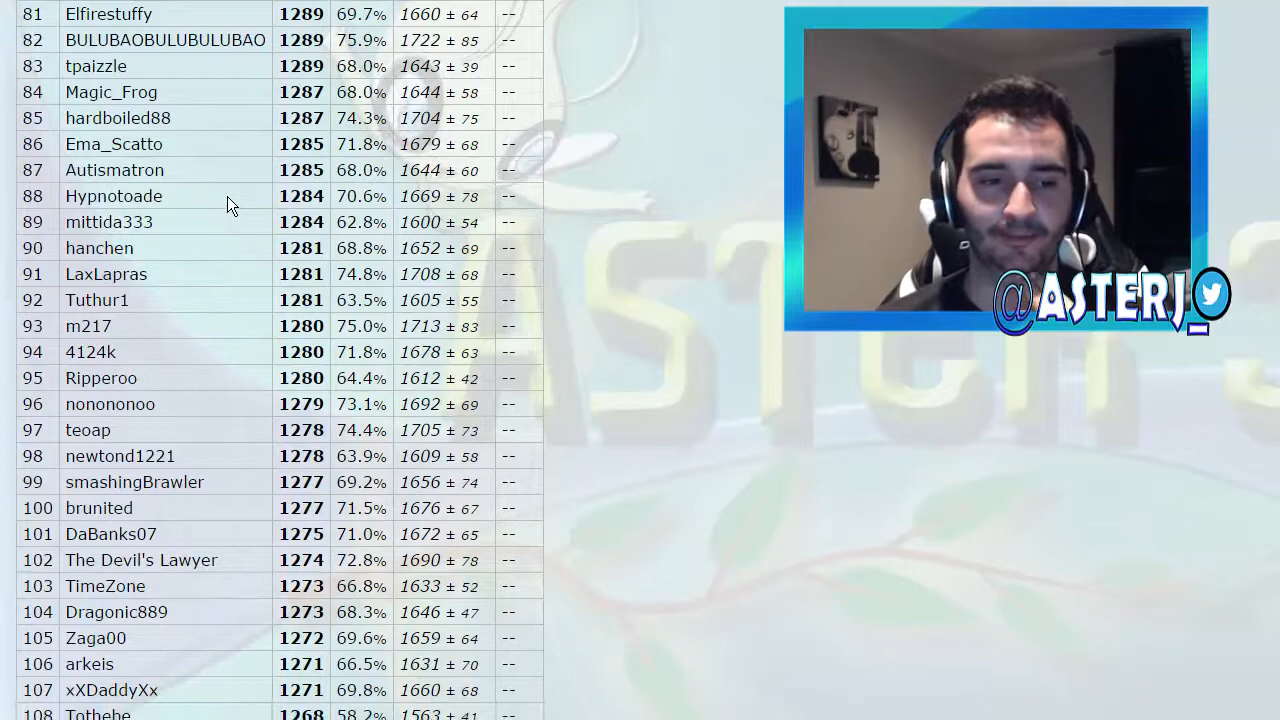 81 Elfirestuffy 1289 69.7% 1660 ± 64 --
82 BULUBAOBULUBULUBAO 1289 75.9% 1722 ± 85 --
83 tpaizzle 1289 68.0% 1643 ± 39 --
84 Magic_Frog 1287 68.0% 1644 ± 58 --
85 hardboiled88 1287 74.3% 1704 ± 75 --
86 Ema_Scatto 1285 71.8% 1679 ± 68 --
87 Autismatron 1285 68.0% 1644 ± 60 --
88 Hypnotoade 1284 70.6% 1669 ± 78 --
89 mittida333 1284 62.8% 1600 ± 54 --
90 hanchen 1281 68.8% 1652 ± 69 --
91 LaxLapras 1281 74.8% 1708 ± 68 --
92 Tuthur1 1281 63.5% 1605 ± 55 --
93 m217 1280 75.0% 1713 ± 83 --
94 4124k 1280 71.8% 1678 ± 63 --
95 Ripperoo 1280 64.4% 1612 ± 42 --
96 nonononoo 1279 73.1% 1692 ± 69 --
97 teoap 1278 74.4% 1705 ± 73 --
98 newtond1221 1278 63.9% 1609 ± 58 --
99 smashingBrawler 1277 69.2% 1656 ± 74 --
100 brunited 1277 71.5% 1676 ± 67 --
101 DaBanks07 1275 71.0% 1672 ± 65 --
102 The Devil's Lawyer 1274 72.8% 1690 ± 78 --
103 TimeZone 1273 66.8% 1633 ± 52 --
104 Dragonic889 1273 68.3% 1646 ± 47 --
105 Zaga00 1272 69.6% 1659 ± 64 --
106 arkeis 1271 66.5% 1631 ± 70 --
107 xXDaddyXx 1271 69.8% 1660 ± 68 --
108 Tothehe 1268 58.2% 1563 ± 41 --
@ASTERJ_